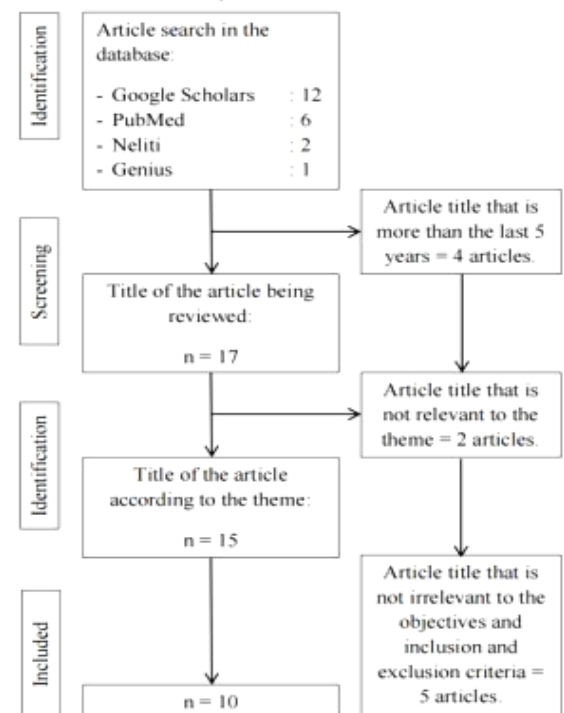 Identification
Article search in the
database:
- Google Scholars : 12
- PubMed : 6
- Neliti : 2
- Genius : 1
Article title that is
more than the last 5
years = 4 articles.
Screening
Title of the article being
reviewed:
n = 17
Article title that is
not relevant to the
theme = 2 articles.
Identification
Title of the article
according to the theme:
n = 15
Article title that is
not irrelevant to the
objectives and
inclusion and
exclusion criteria =
5 articles.
Included
n = 10